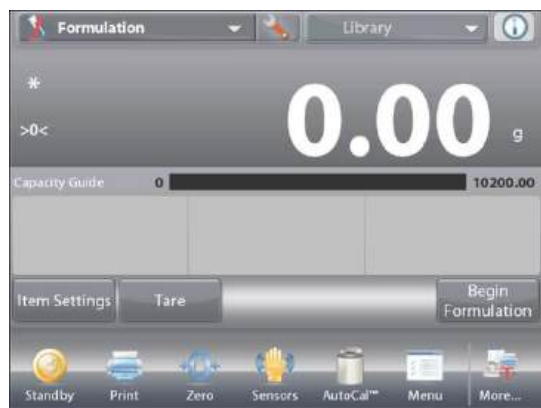 Formulation
Library
*
>0<
0.00 g
Capacity Guide 0 10200.00
Item Settings
Tare
Begin
Formulation
Standby
Print
Zero
Sensors
AutoCal™
Menu
More...